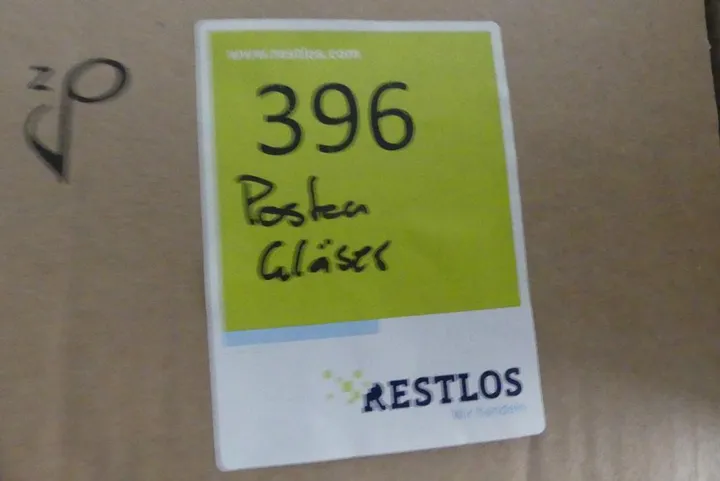 www.restlos.com
396
Posten
Gläser
RESTLOS
Wir handeln